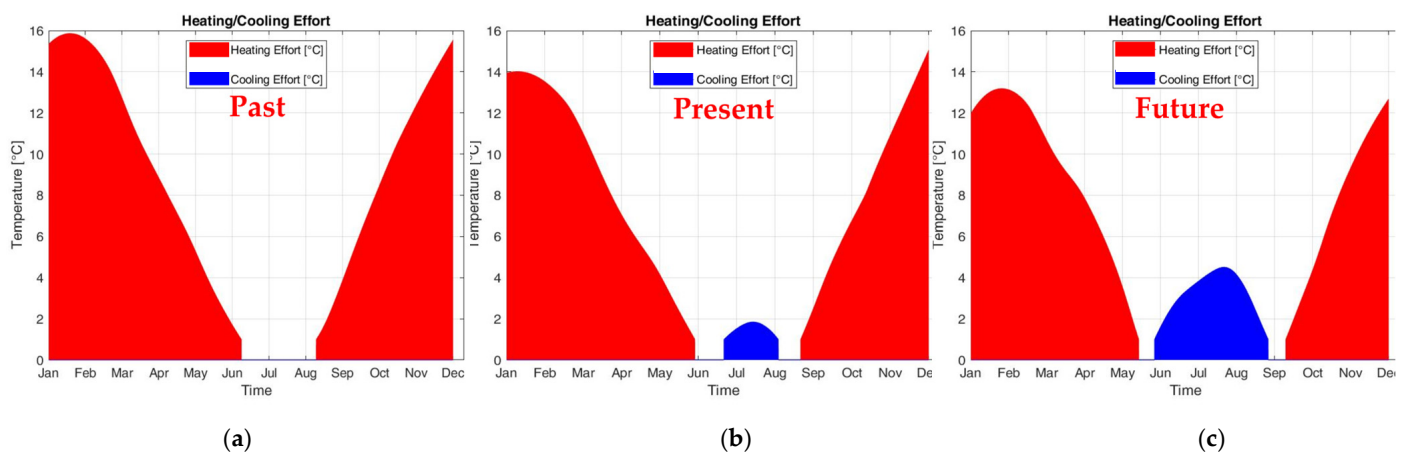 Heating/Cooling Effort
Heating Effort [°C]
Cooling Effort [°C]
Past
Temperature [°C]
16
14
12
10
8
6
4
2
0
Jan Feb Mar Apr May Jun Jul Aug Sep Oct Nov Dec
Time
(a)
Heating/Cooling Effort
Heating Effort [°C]
Cooling Effort [°C]
Present
Temperature [°C]
16
14
12
10
8
6
4
2
0
Jan Feb Mar Apr May Jun Jul Aug Sep Oct Nov De
Time
(b)
Heating/Cooling Effort
Heating Effort [°C]
Cooling Effort [°C]
Future
Temperature [°C]
16
14
12
10
8
6
4
2
0
Jan Feb Mar Apr May Jun Jul Aug Sep Oct Nov De
Time
(c)